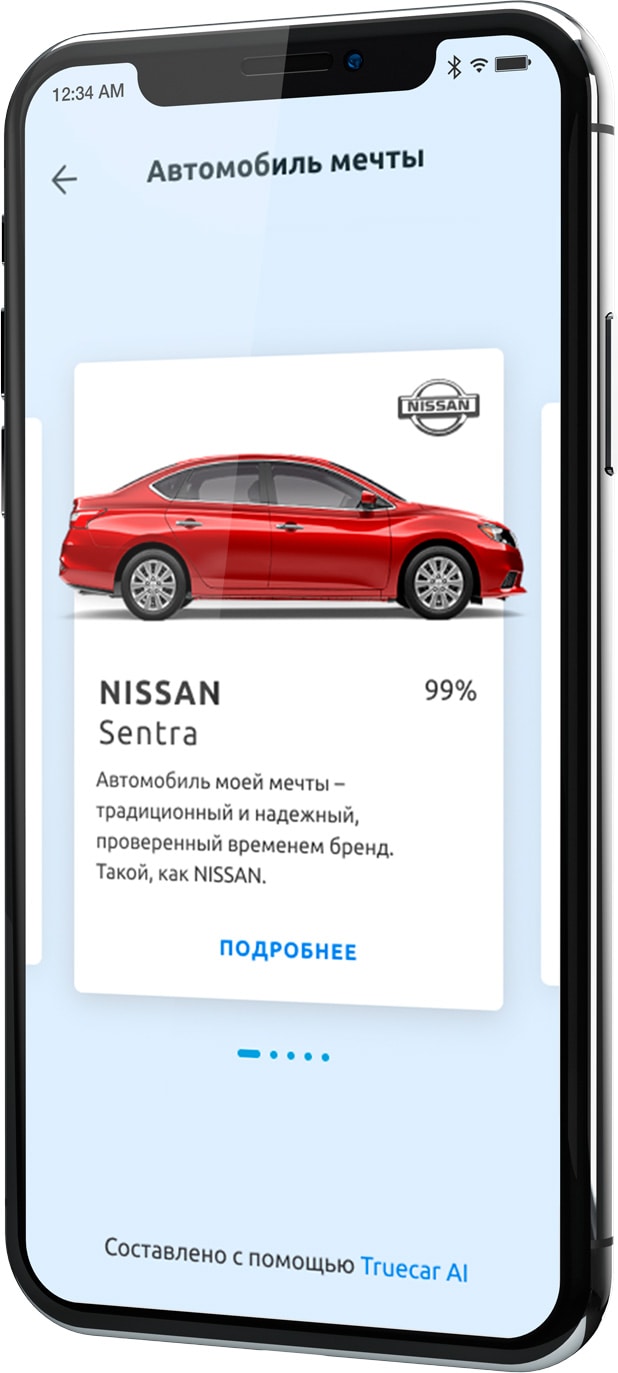 12:34 AM
Автомобиль мечты
NISSAN
NISSAN
99%
Sentra
Автомобиль моей мечты –
традиционный и надежный,
проверенный временем бренд.
Такой, как NISSAN.
ПОДРОБНЕЕ
Составлено с помощью Truecar AI